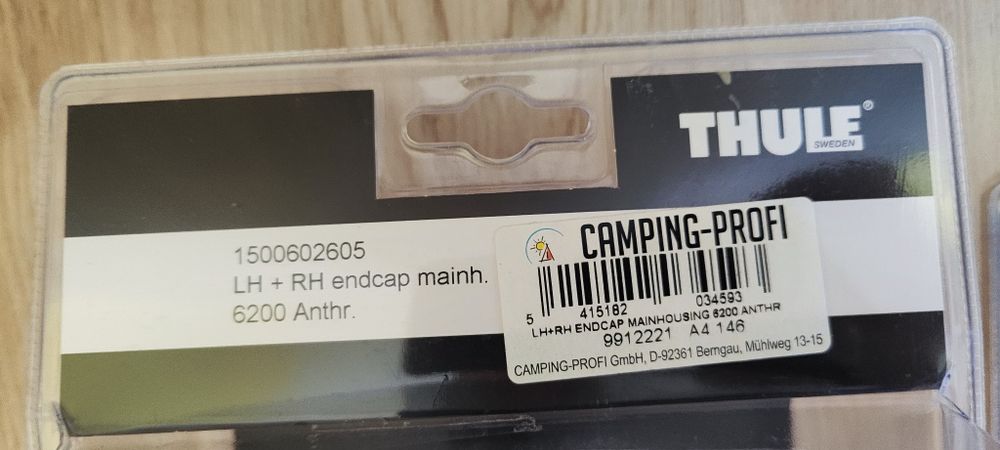 THULE®
SWEDEN
1500602605
LH + RH endcap mainh.
6200 Anthr.
CAMPING-PROFI
5 415182 034593
LH+RH ENDCAP MAINHOUSING 6200 ANTHR
9912221 A4 146
CAMPING-PROFI GmbH, D-92361 Berngau, Mühlweg 13-15